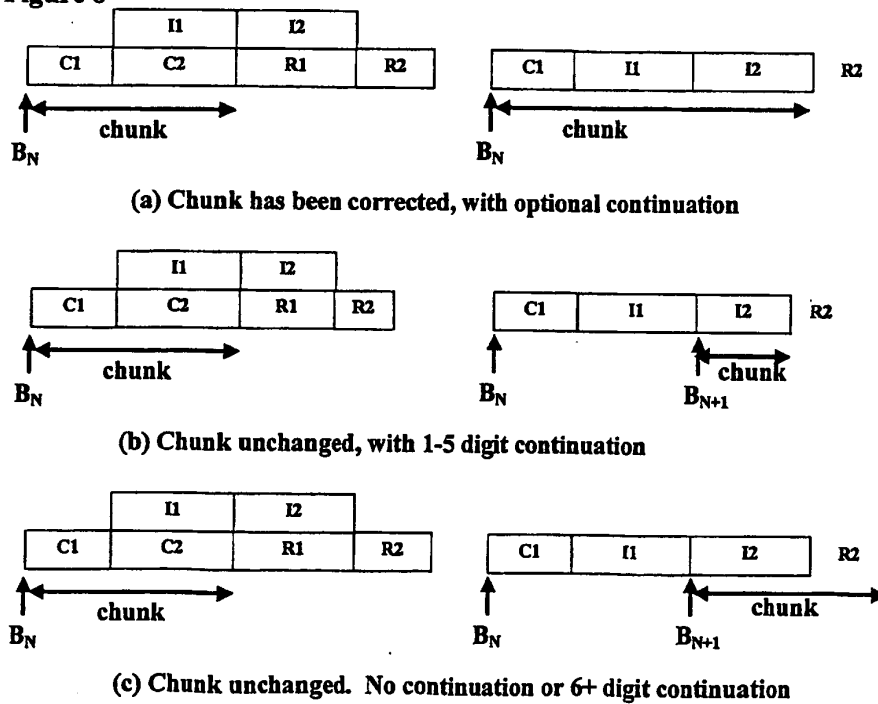 I1 I2 
C1 C2 R1 R2 C1 I1 I2 R2
chunk chunk
B_N B_N
(a) Chunk has been corrected, with optional continuation
I1 I2
C1 C2 R1 R2 C1 I1 I2 R2
chunk chunk
B_N B_N B_N+1
(b) Chunk unchanged, with 1-5 digit continuation
I1 I2
C1 C2 R1 R2 C1 I1 I2 R2
chunk chunk
B_N B_N B_N+1
(c) Chunk unchanged. No continuation or 6+ digit continuation